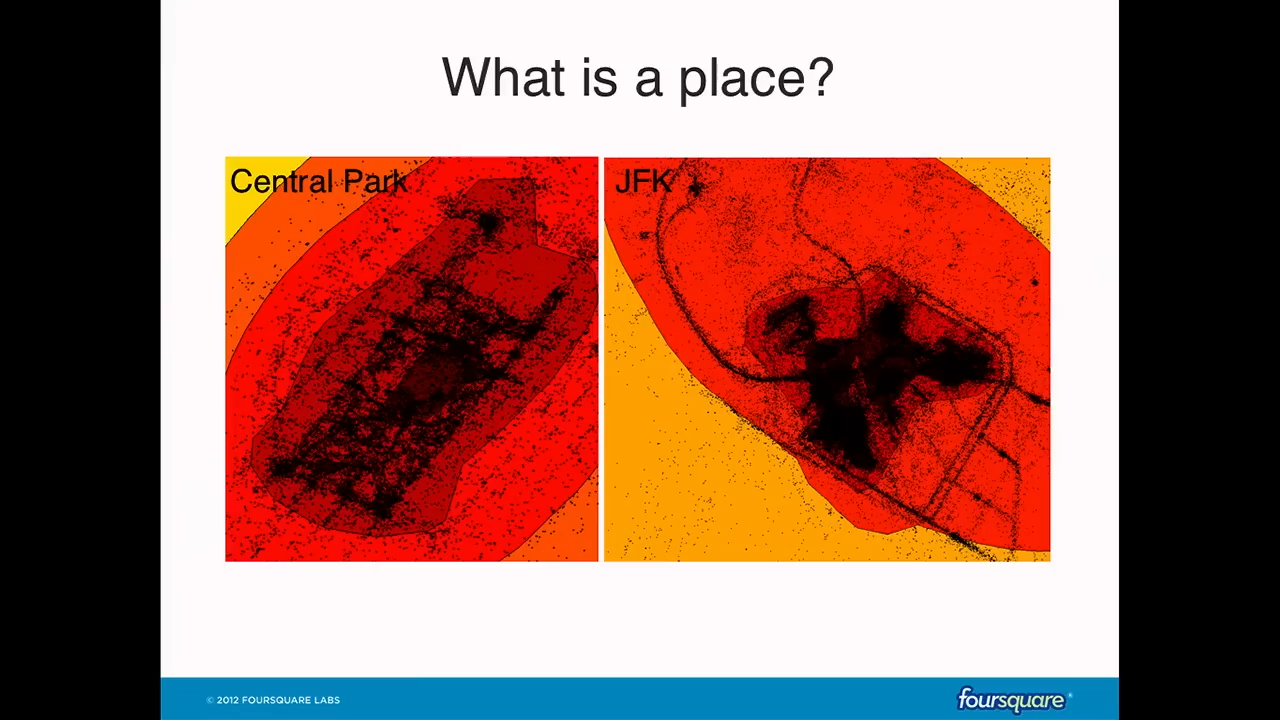 What is a place?
Central Park
JFK
© 2012 FOURSQUARE LABS
foursquare®